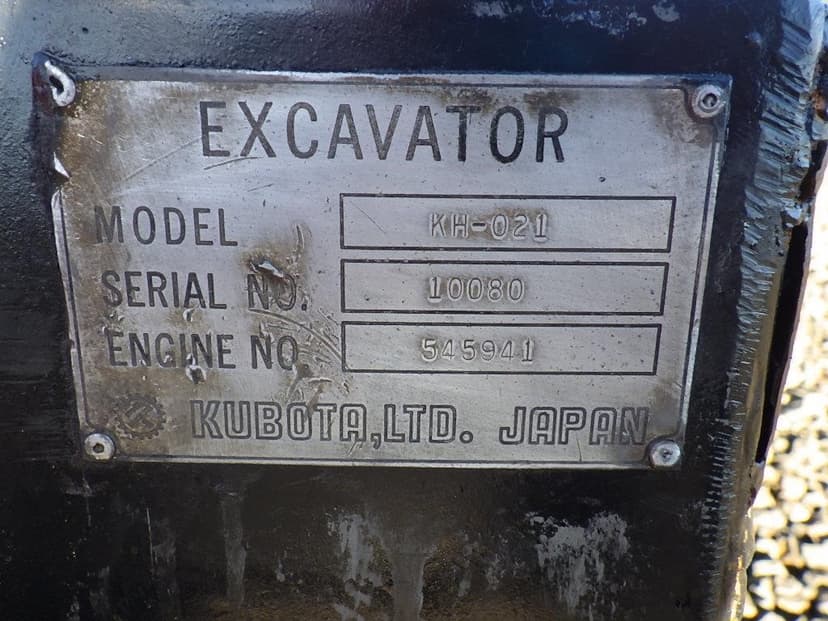 EXCAVATOR
MODEL KH-021
SERIAL NO. 10080
ENGINE NO 545941
KUBOTA,LTD. JAPAN